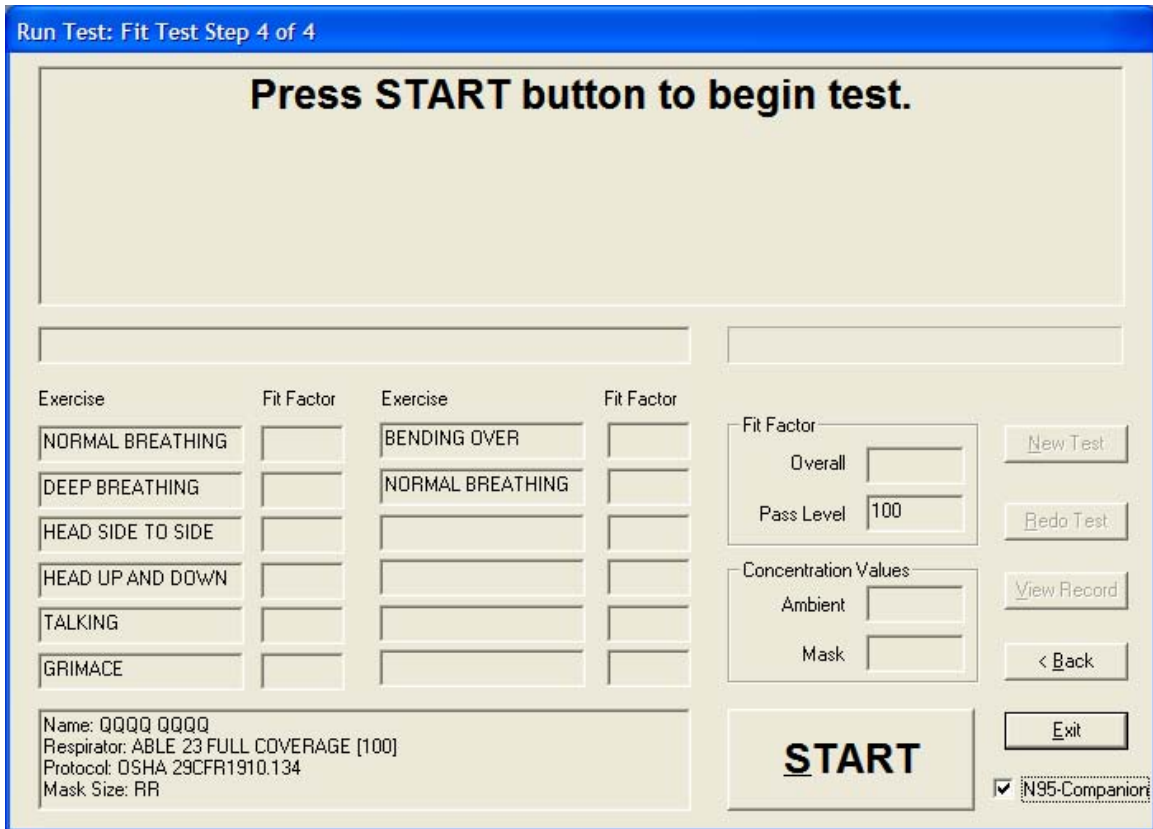 Run Test: Fit Test Step 4 of 4
Press START button to begin test.
Exercise Fit Factor Exercise Fit Factor
NORMAL BREATHING BENDING OVER
DEEP BREATHING NORMAL BREATHING
HEAD SIDE TO SIDE
HEAD UP AND DOWN
TALKING
GRIMACE
Fit Factor
Overall
Pass Level 100
Concentration Values
Ambient
Mask
New Test
Redo Test
View Record
< Back
Exit
Name: QQQQ QQQQ
Respirator: ABLE 23 FULL COVERAGE [100]
Protocol: OSHA 29CFR1910.134
Mask Size: RR
START
N95-Companion